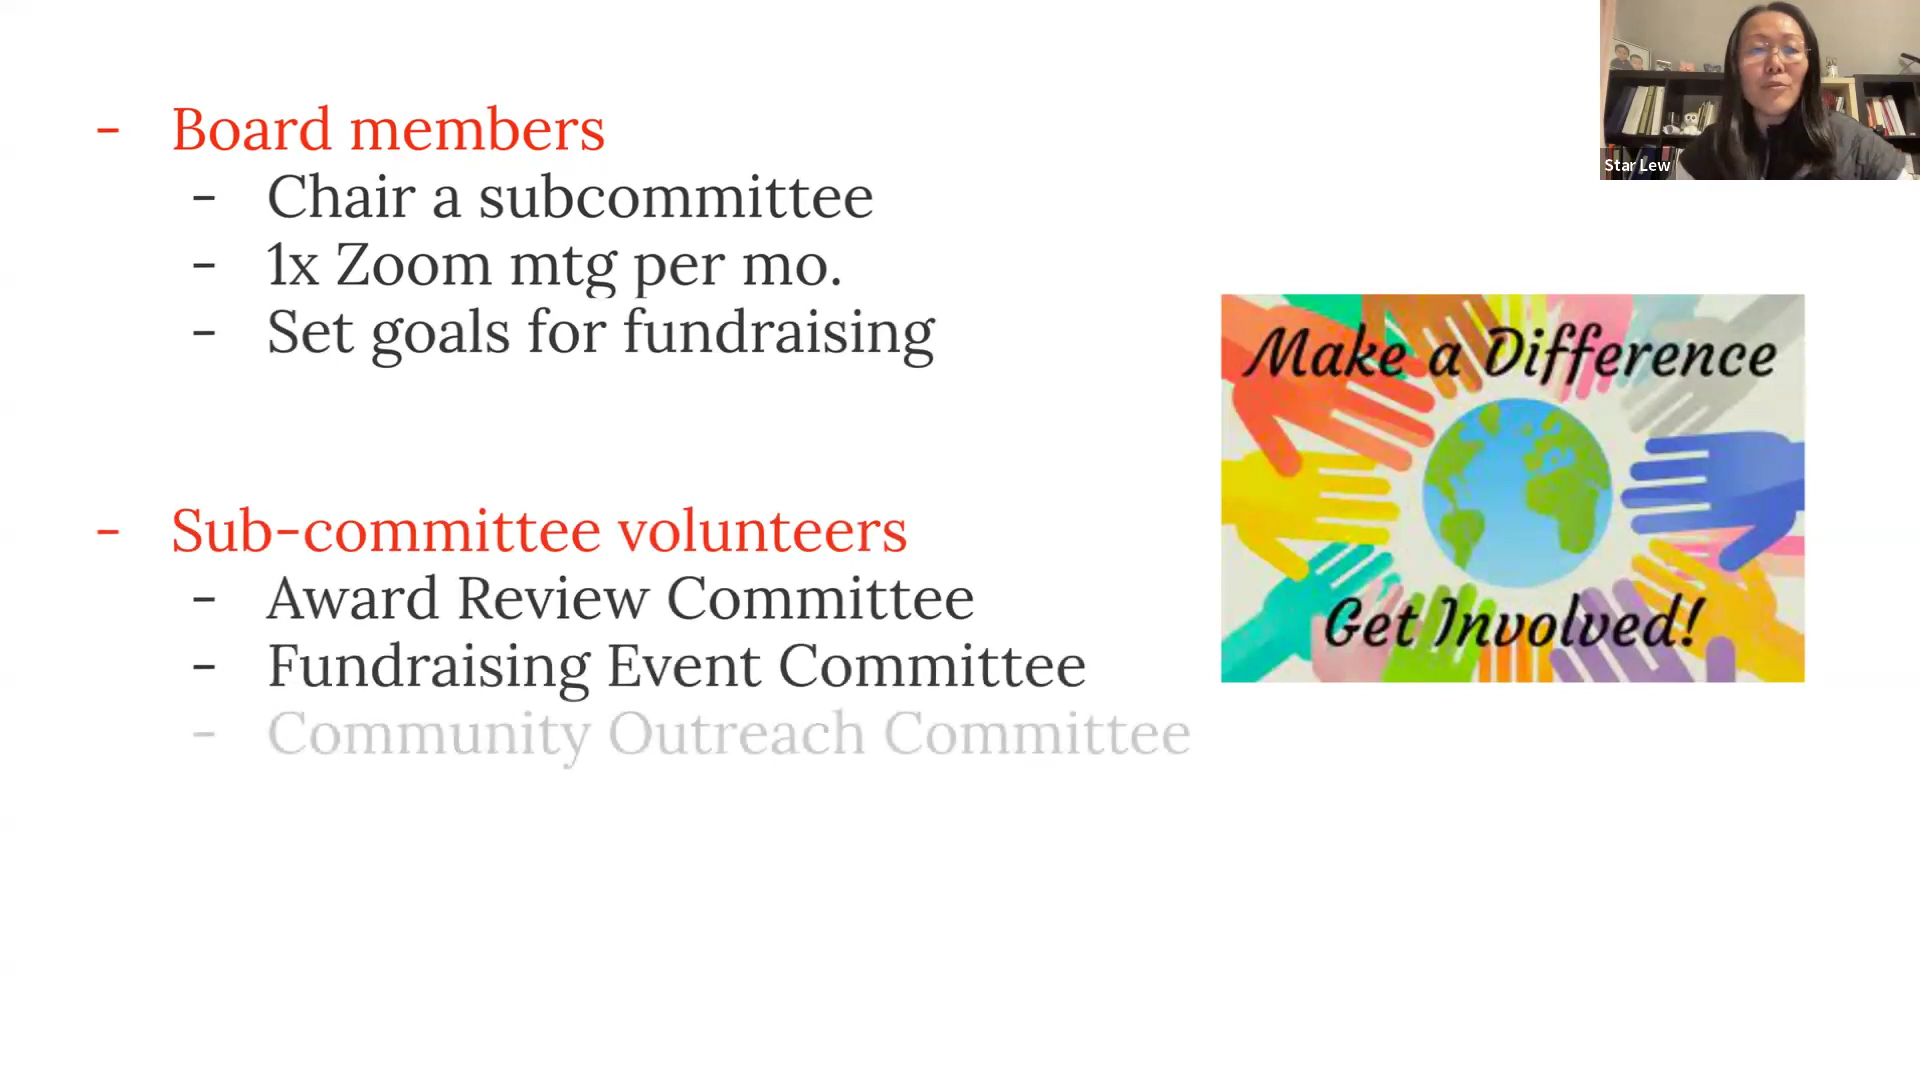 - Board members
- Chair a subcommittee
- 1x Zoom mtg per mo.
- Set goals for fundraising
- Sub-committee volunteers
- Award Review Committee
- Fundraising Event Committee
- Community Outreach Committee
Make a Difference
Get Involved!
Star Lew